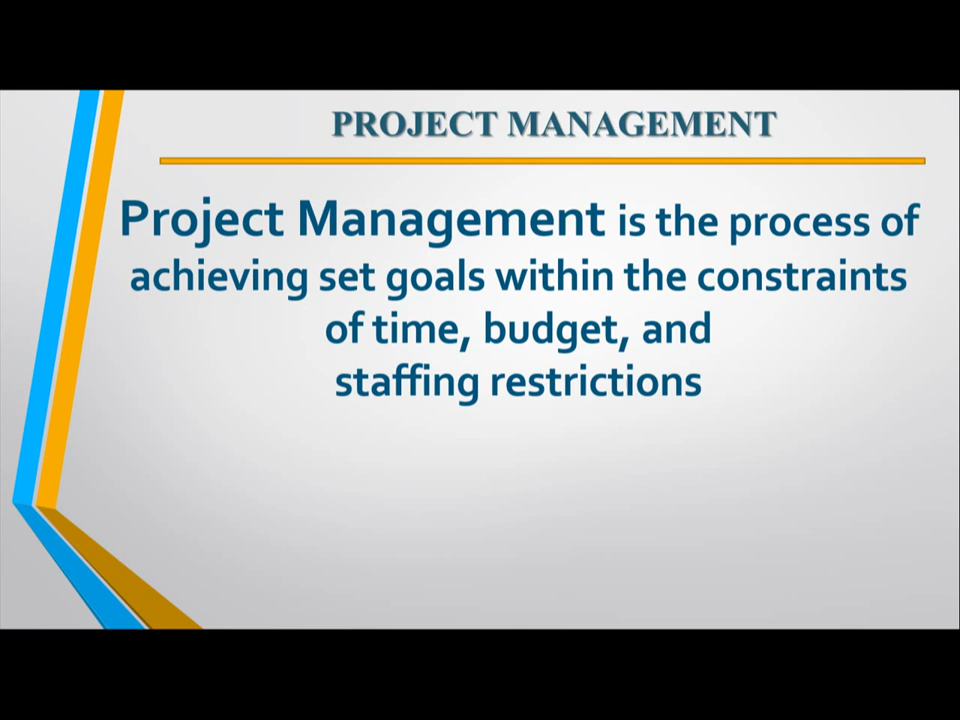 PROJECT MANAGEMENT
Project Management is the process of
achieving set goals within the constraints
of time, budget, and
staffing restrictions